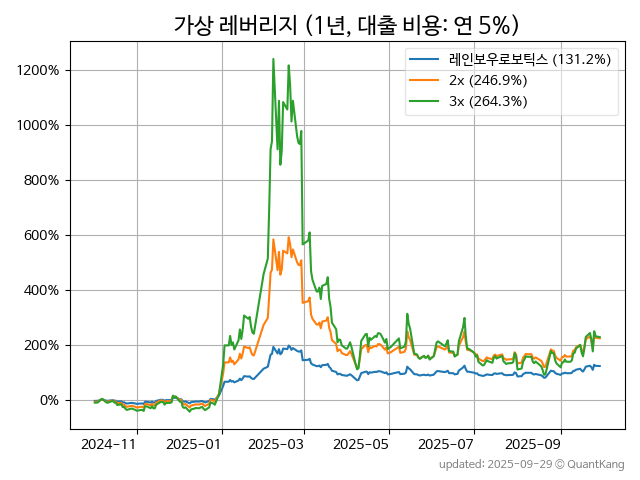 가상 레버리지 (1년, 대출 비용: 연 5%)
레인보우로보틱스 (131.2%)
2x (246.9%)
3x (264.3%)
1200%
1000%
800%
600%
400%
200%
0%
2024-11 2025-01 2025-03 2025-05 2025-07 2025-09
updated: 2025-09-29 © QuantKang